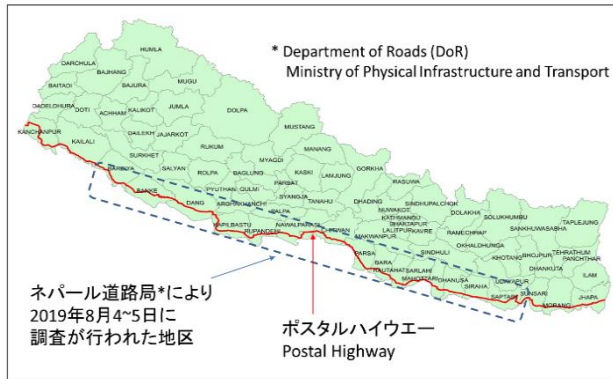 * Department of Roads (DoR)
Ministry of Physical Infrastructure and Transport
HUMLA
DARCHULA
BAJHANG
MUGU
BAITADI
BAJURA
DADELDHURA
DOTI
ACHHAM
KALIKOT
JUMLA
DOLPA
MUSTANG
KANCHANPUR
KAILALI
DAILEKH
JAJARKOT
RUKUM
MANANG
SURKHET
MYAGDI
GORKHA
BARDIYA
SALYAN
ROLPA
BAGLUNG
KASKI
LAMJUNG
RASUWA
PARBAT
BANKE
DANG
PYUTHAN
GULMI
SYANGJA
TANAHU
DHADING
SINDHUPALCHOK
NUWAKOT
ARGHAKHANCHI
PALPA
KATHMANDU
BHAKTAPUR
DOLAKHA
SOLUKHUMBU
TAPLEJUNG
KAPILBASTU
RUPANDEHI
NAWALPARASI
CHITWAN
MAKWANPUR
LALITPUR
KAVRE
RAMECHHAP
SANKHUWASABHA
OKHALDHUNGA
PARSA
BARA
SINDHULI
KHOTANG
BHOJPUR
TEHRATHUM
PANCHTHAR
RAUTAHAT
SARLAHI
DHANKUTA
MAHOTTARI
DHANUSA
SIRAHA
UDAYAPUR
ILAM
SAPTARI
SUNSARI
MORANG
JHAPA
ネパール道路局*により
2019年8月4~5日に
調査が行われた地区
ポスタルハイウエー
Postal Highway